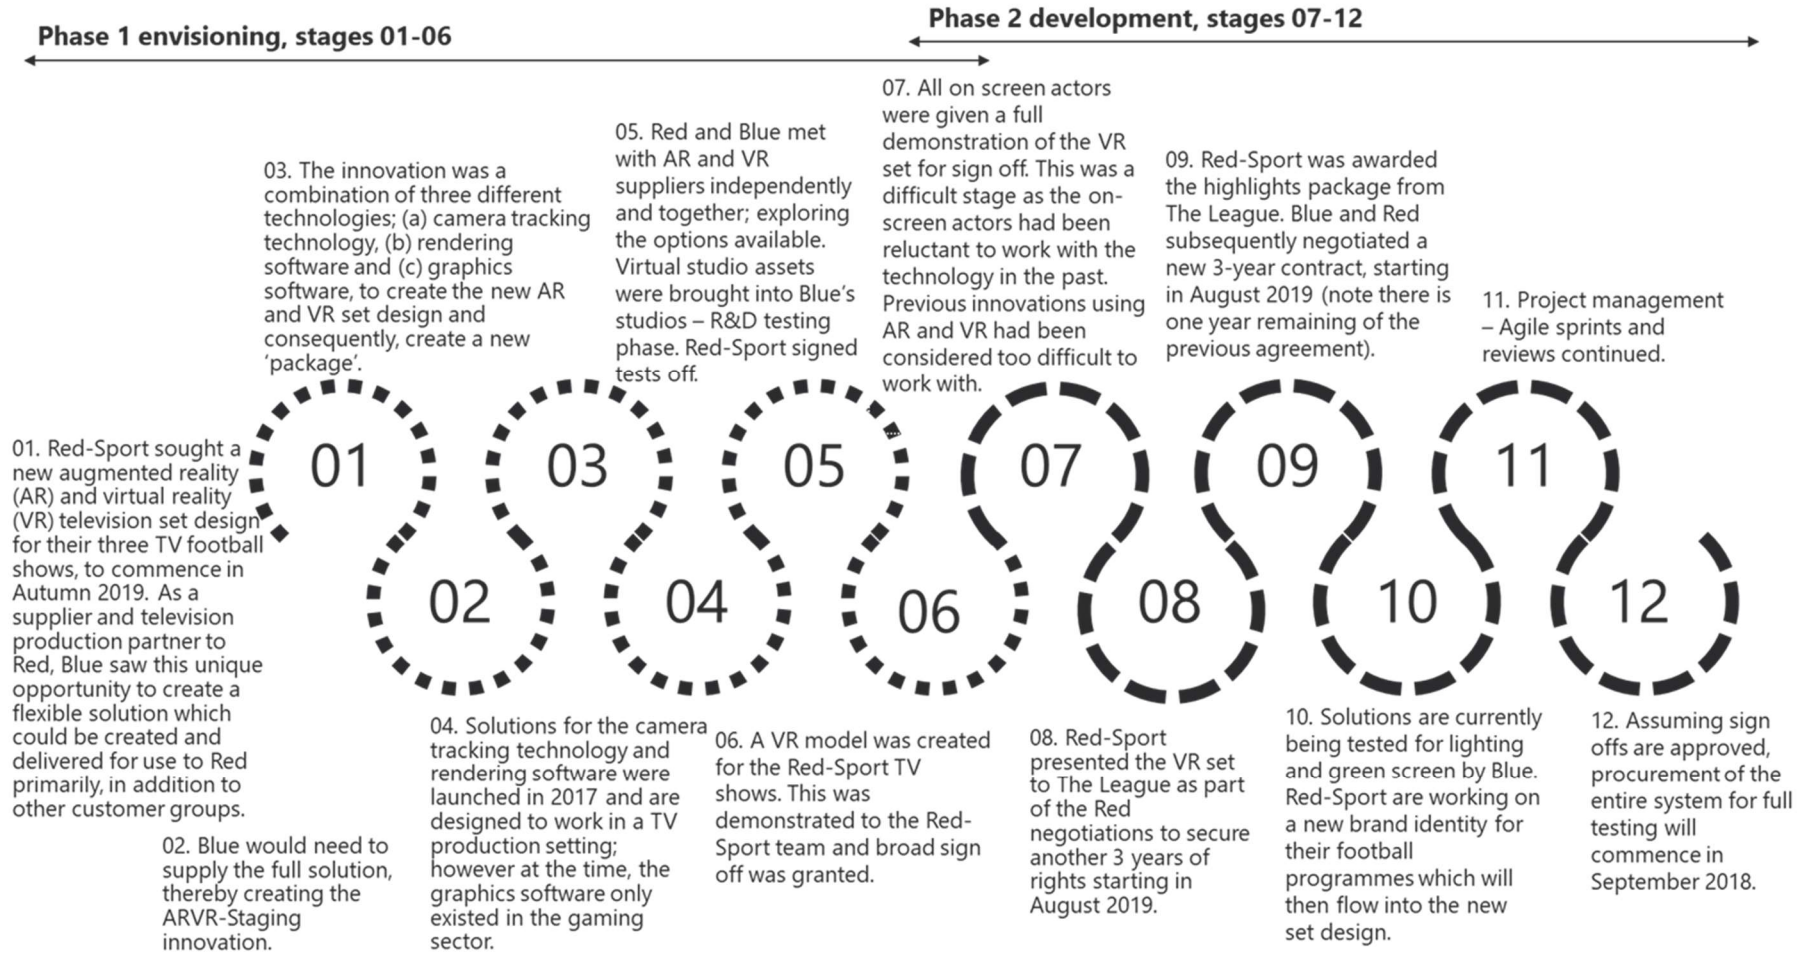 Phase 1 envisioning, stages 01-06
Phase 2 development, stages 07-12
01. Red-Sport sought a
new augmented reality
(AR) and virtual reality
(VR) television set design
for their three TV football
shows, to commence in
Autumn 2019. As a
supplier and television
production partner to
Red, Blue saw this unique
opportunity to create a
flexible solution which
could be created and
delivered for use to Red
primarily, in addition to
other customer groups.
02. Blue would need to
supply the full solution,
thereby creating the
ARVR-Staging
innovation.
03. The innovation was a
combination of three different
technologies; (a) camera tracking
technology, (b) rendering
software and (c) graphics
software, to create the new AR
and VR set design and
consequently, create a new
‘package’.
04. Solutions for the camera
tracking technology and
rendering software were
launched in 2017 and are
designed to work in a TV
production setting;
however at the time, the
graphics software only
existed in the gaming
sector.
05. Red and Blue met
with AR and VR
suppliers independently
and together; exploring
the options available.
Virtual studio assets
were brought into Blue’s
studios – R&D testing
phase. Red-Sport signed
tests off.
06. A VR model was created
for the Red-Sport TV
shows. This was
demonstrated to the Red-
Sport team and broad sign
off was granted.
07. All on screen actors
were given a full
demonstration of the VR
set for sign off. This was a
difficult stage as the on-
screen actors had been
reluctant to work with the
technology in the past.
Previous innovations using
AR and VR had been
considered too difficult to
work with.
08. Red-Sport
presented the VR set
to The League as part
of the Red
negotiations to secure
another 3 years of
rights starting in
August 2019.
09. Red-Sport was awarded
the highlights package from
The League. Blue and Red
subsequently negotiated a
new 3-year contract, starting
in August 2019 (note there is
one year remaining of the
previous agreement).
10. Solutions are currently
being tested for lighting
and green screen by Blue.
Red-Sport are working on
a new brand identity for
their football
programmes which will
then flow into the new
set design.
11. Project management
– Agile sprints and
reviews continued.
12. Assuming sign
offs are approved,
procurement of the
entire system for full
testing will
commence in
September 2018.
01
02
03
04
05
06
07
08
09
10
11
12